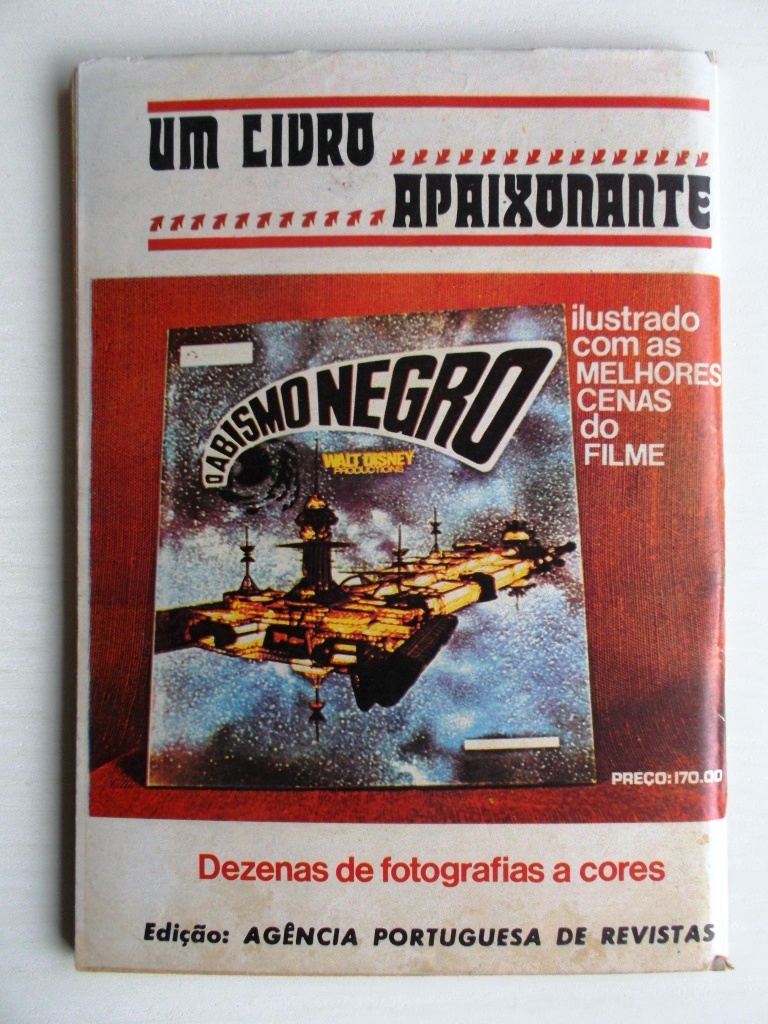 UM LIVRO
APAIXONANTE
ilustrado
com as
MELHORES
CENAS
do
FILME
O ABISMO NEGRO
WALT DISNEY
PRODUCTIONS
PREÇO: 170.00
Dezenas de fotografias a cores
Edição: AGÊNCIA PORTUGUESA DE REVISTAS